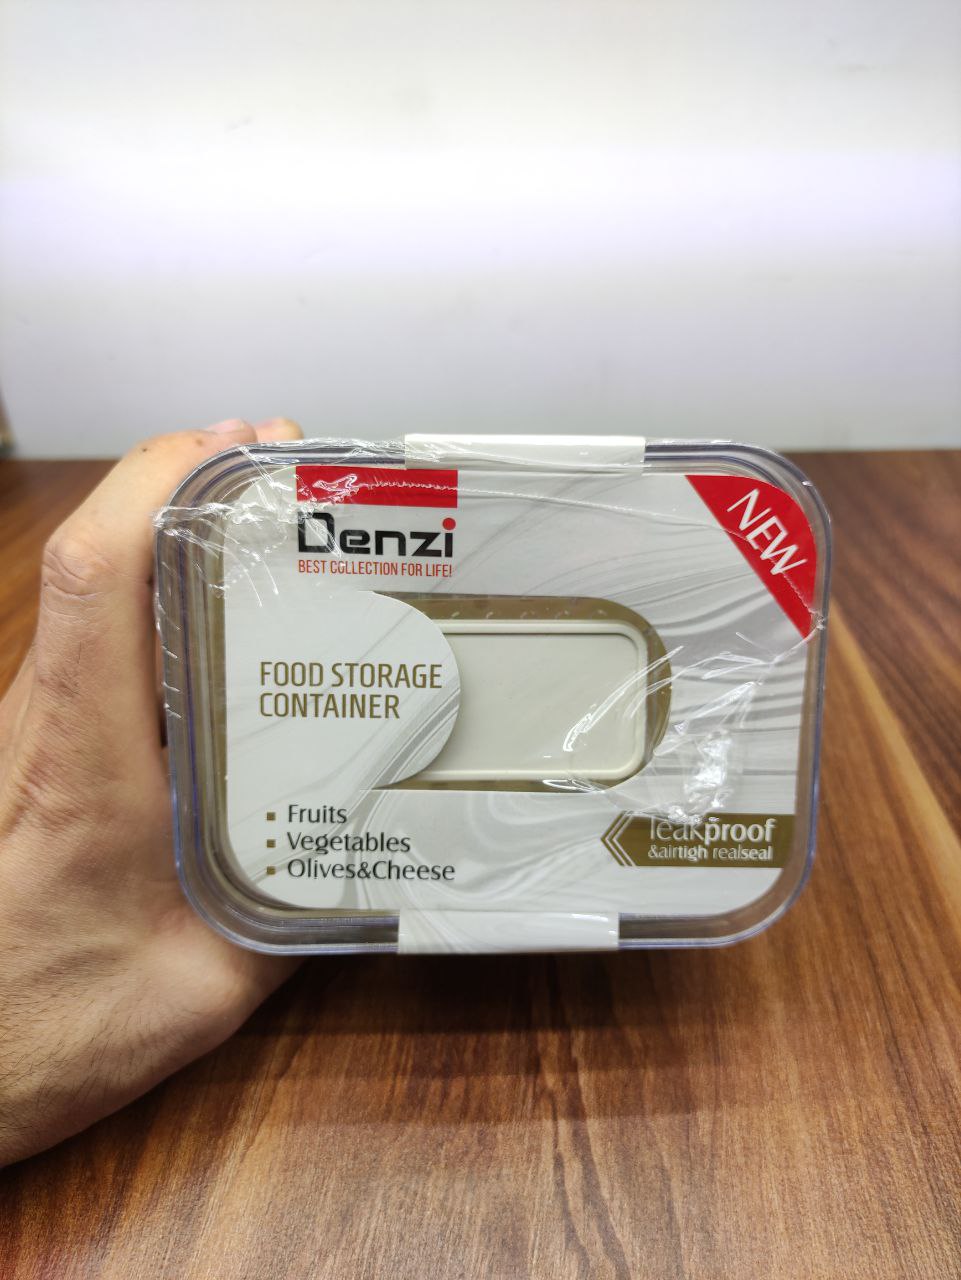 Denzi
BEST COLLECTION FOR LIFE!
NEW
FOOD STORAGE
CONTAINER
Fruits
Vegetables
Olives&Cheese
leakproof
&airtigh realseal